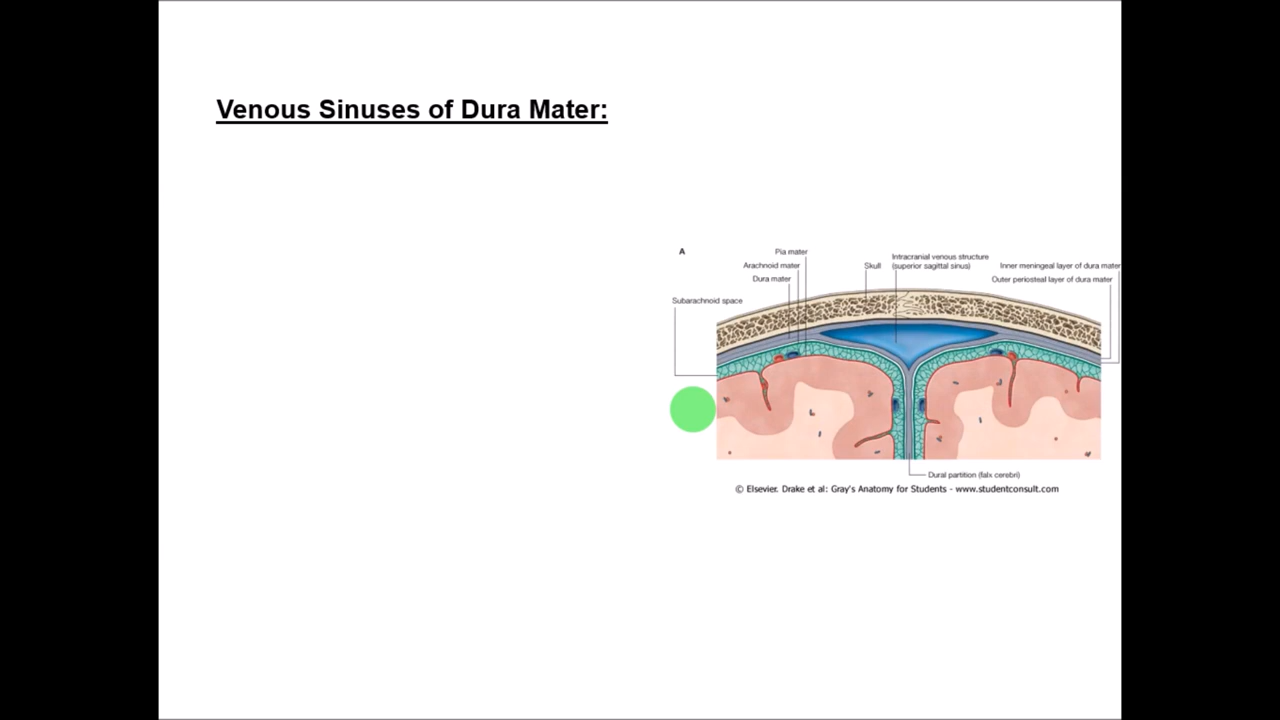 Venous Sinuses of Dura Mater:
A
Pia mater
Arachnoid mater
Dura mater
Subarachnoid space
Skull
Intracranial venous structure
(superior sagittal sinus)
Inner meningeal layer of dura mater
Outer periosteal layer of dura mater
Dural partition (falx cerebri)
© Elsevier. Drake et al: Gray's Anatomy for Students - www.studentconsult.com